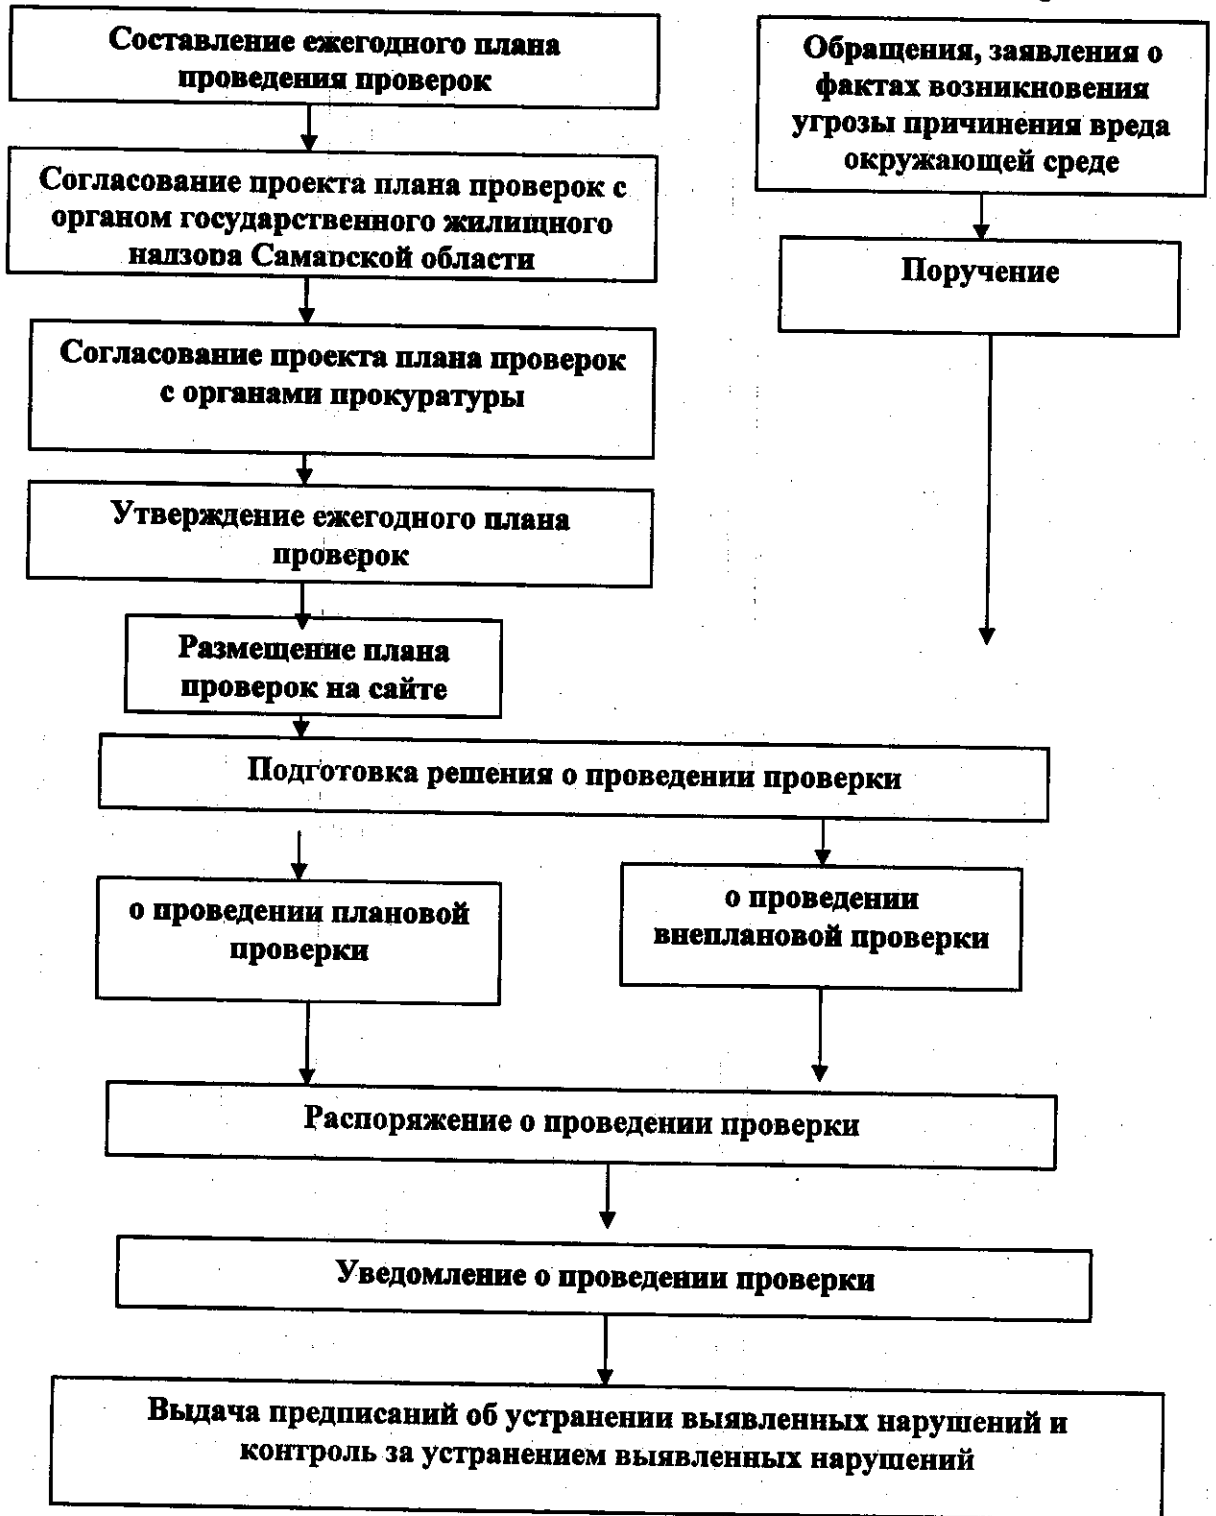 Составление ежегодного плана
проведения проверок
Обращения, заявления о
фактах возникновения
угрозы причинения вреда
окружающей среде
Согласование проекта плана проверок с
органом государственного жилищного
надзора Самарской области
Поручение
Согласование проекта плана проверок
с органами прокуратуры
Утверждение ежегодного плана
проверок
Размещение плана
проверок на сайте
Подготовка решения о проведении проверки
о проведении плановой
проверки
о проведении
внеплановой проверки
Распоряжение о проведении проверки
Уведомление о проведении проверки
Выдача предписаний об устранении выявленных нарушений и
контроль за устранением выявленных нарушений